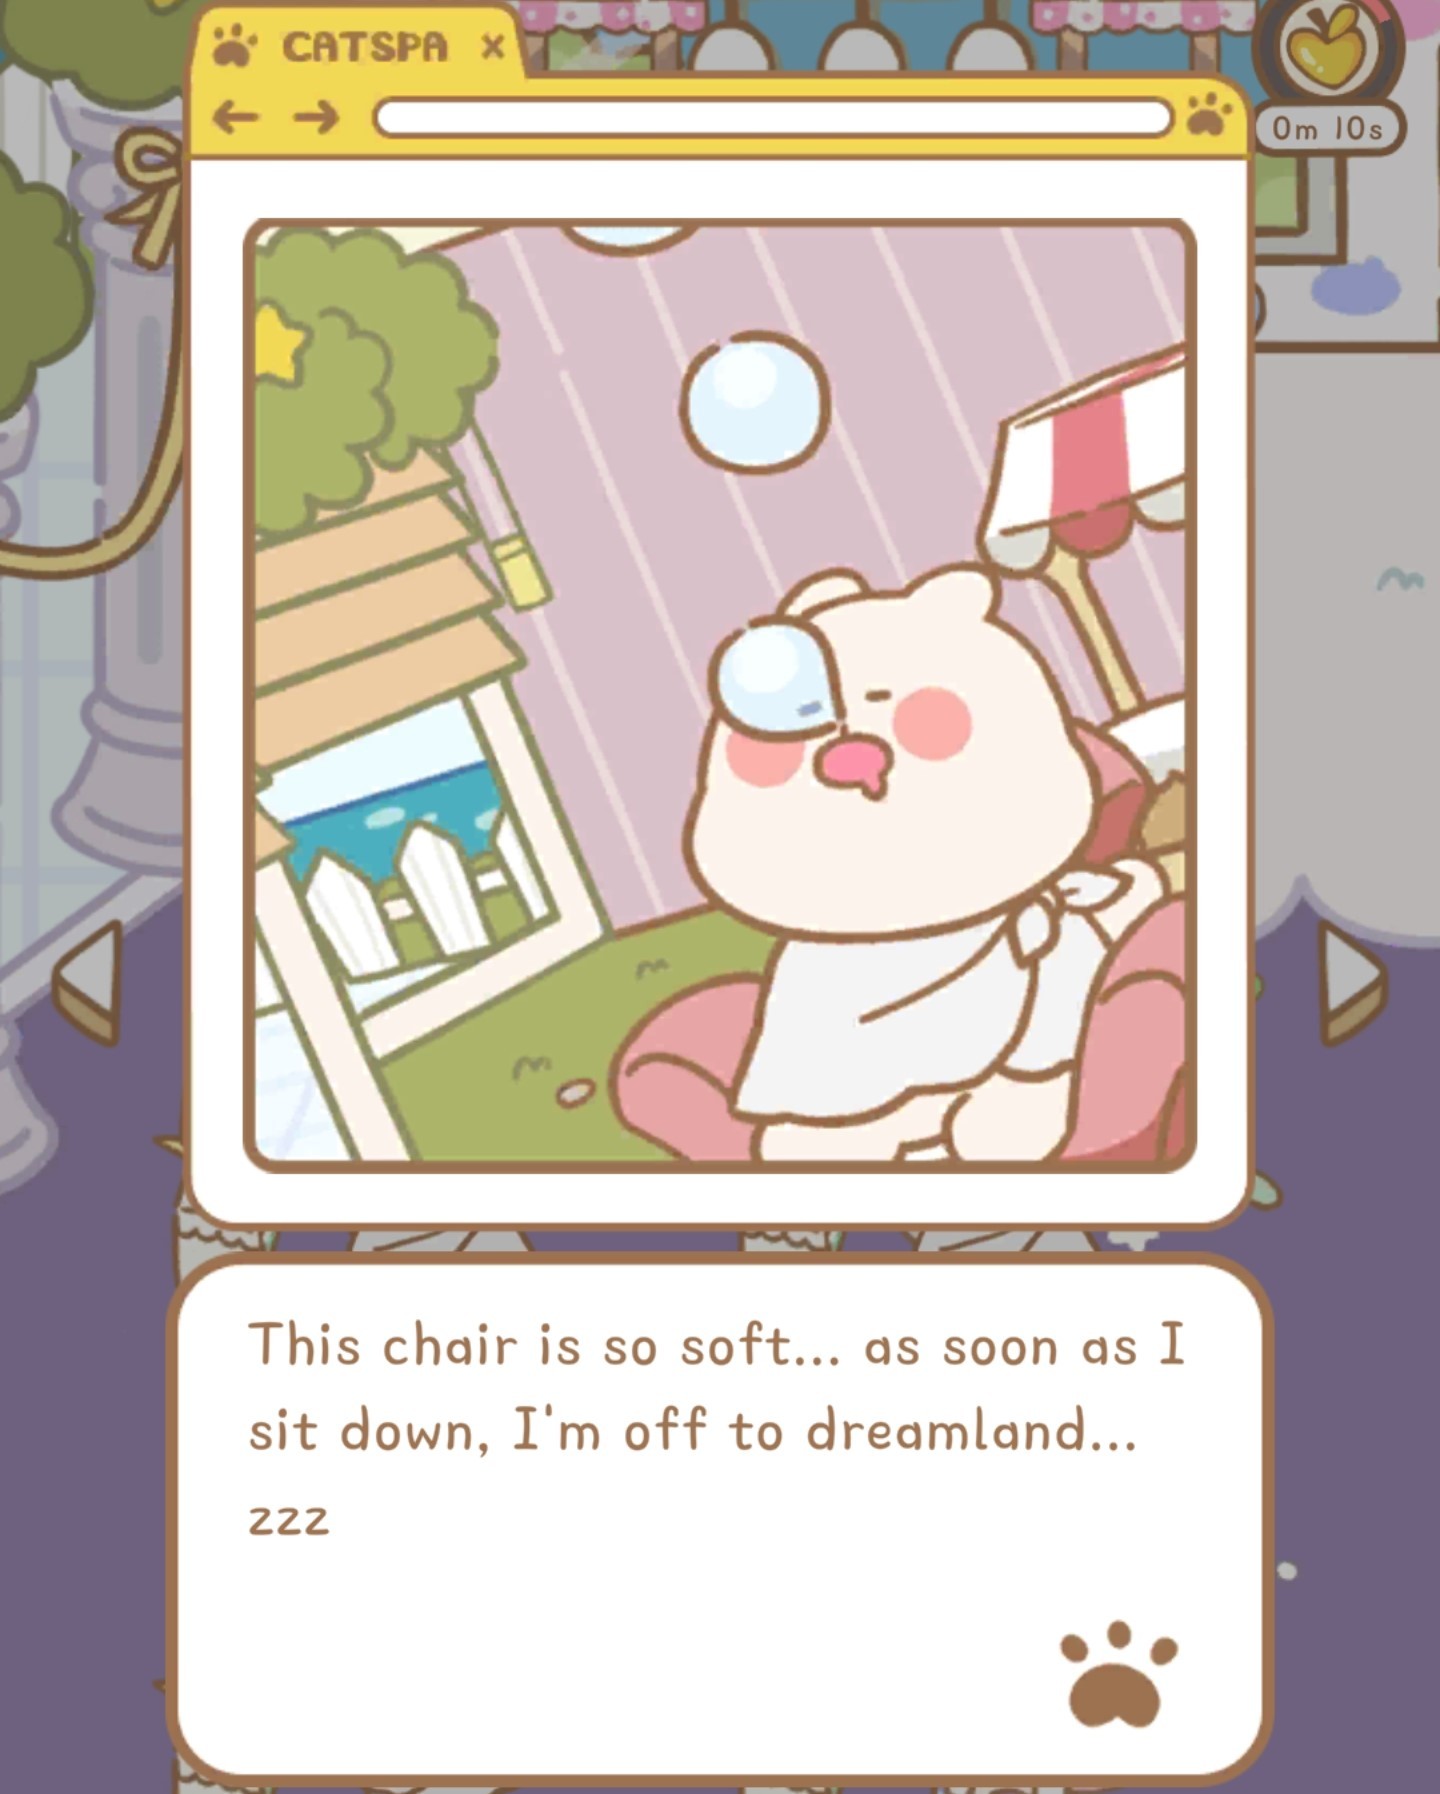 CATSPA
0m 10s
This chair is so soft... as soon as I
sit down, I'm off to dreamland...
zzz